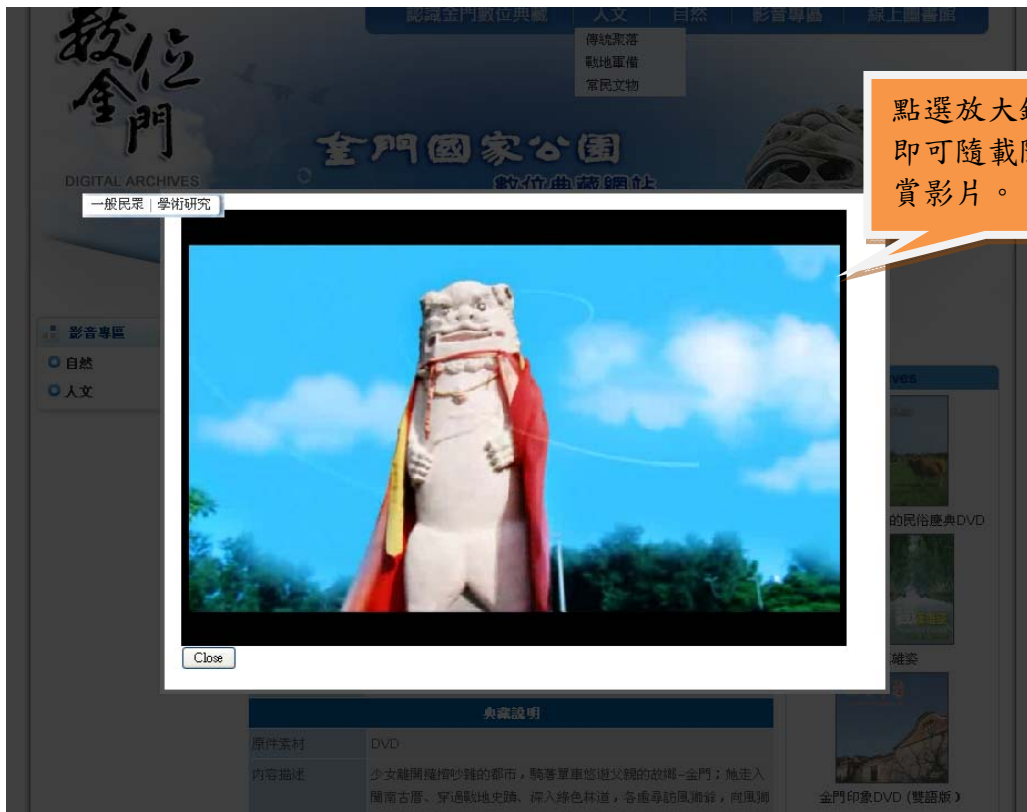 認識金門數位典藏 人文 自然 影音專區 線上圖書館
傳統聚落
戰地軍備
常民文物
數位金門
DIGITAL ARCHIVES
金門國家公園
數位典藏網站
一般民眾 | 學術研究
點選放大
即可隨載
賞影片。
影音專區
自然
人文
的民俗慶典DVD
雄姿
Close
典藏說明
原件素材 DVD
內容描述 少女離開擁擠吵雜的都市，騎著單車悠遊父親的故鄉-金門；她走入
閩南古厝、穿過戰地史蹟、深入綠色林道，各處尋訪風獅爺，向風獅
金門印象DVD (雙語版)